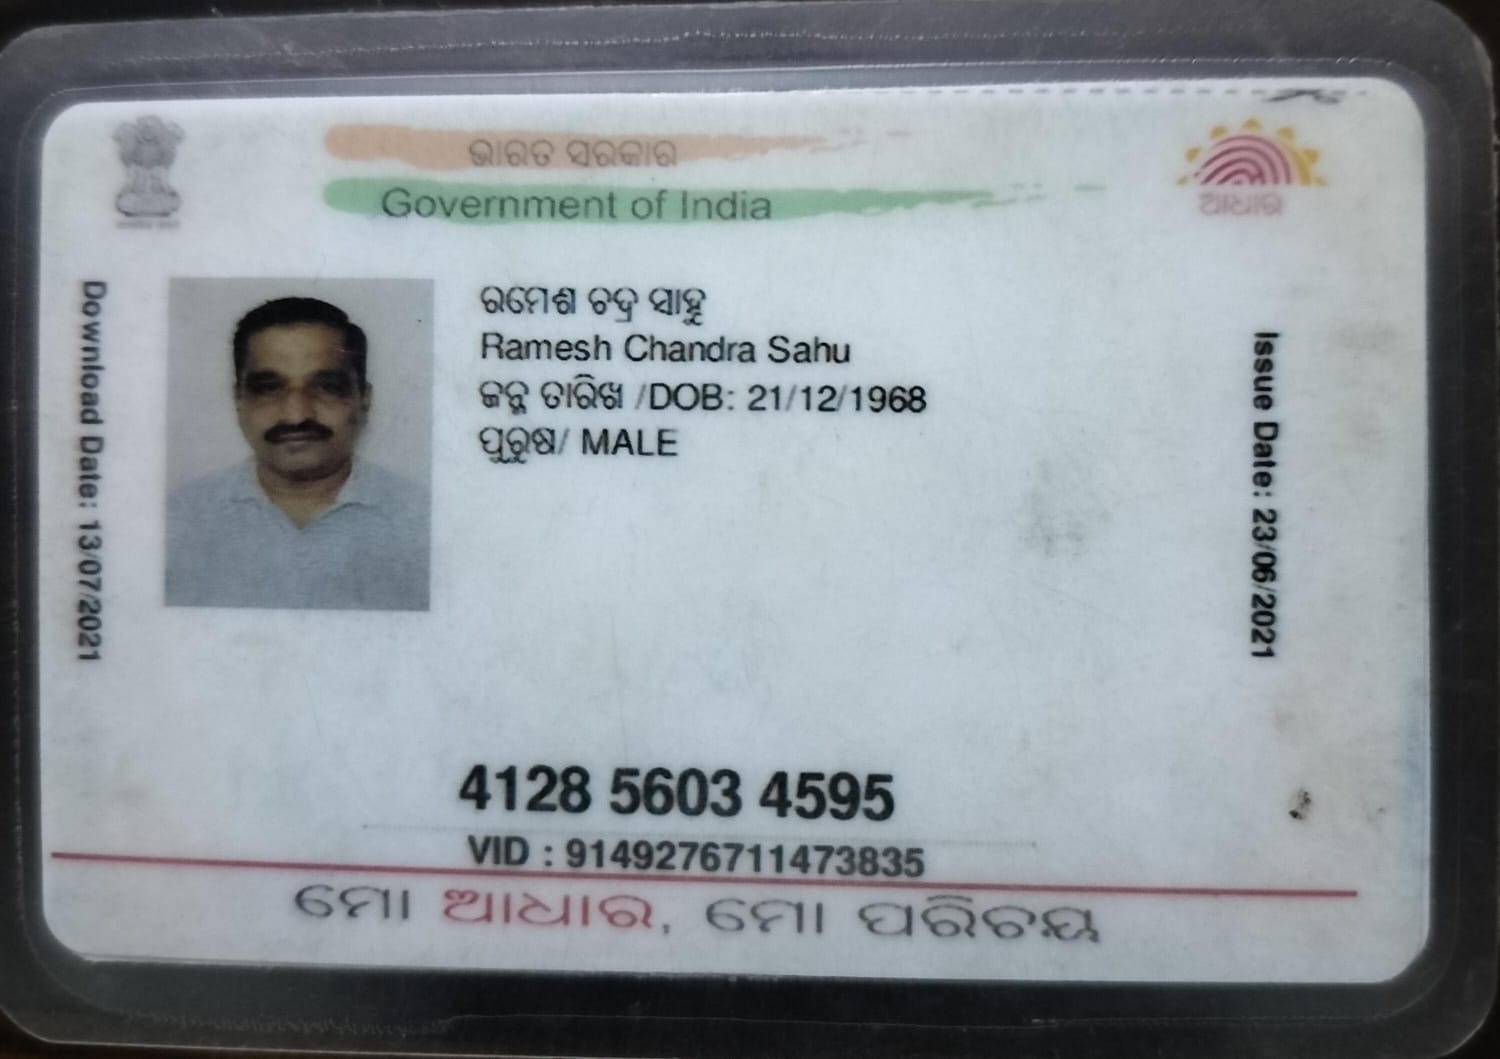 ଭାରତ ସରକାର
Government of India
ଆଧାର
Download Date: 13/07/2021
ରମେଶ ଚନ୍ଦ୍ର ସାହୁ
Ramesh Chandra Sahu
ଜନ୍ମ ତାରିଖ /DOB: 21/12/1968
ପୁରୁଷ/ MALE
Issue Date: 23/06/2021
4128 5603 4595
VID : 9149276711473835
ମୋ ଆଧାର, ମୋ ପରିଚୟ